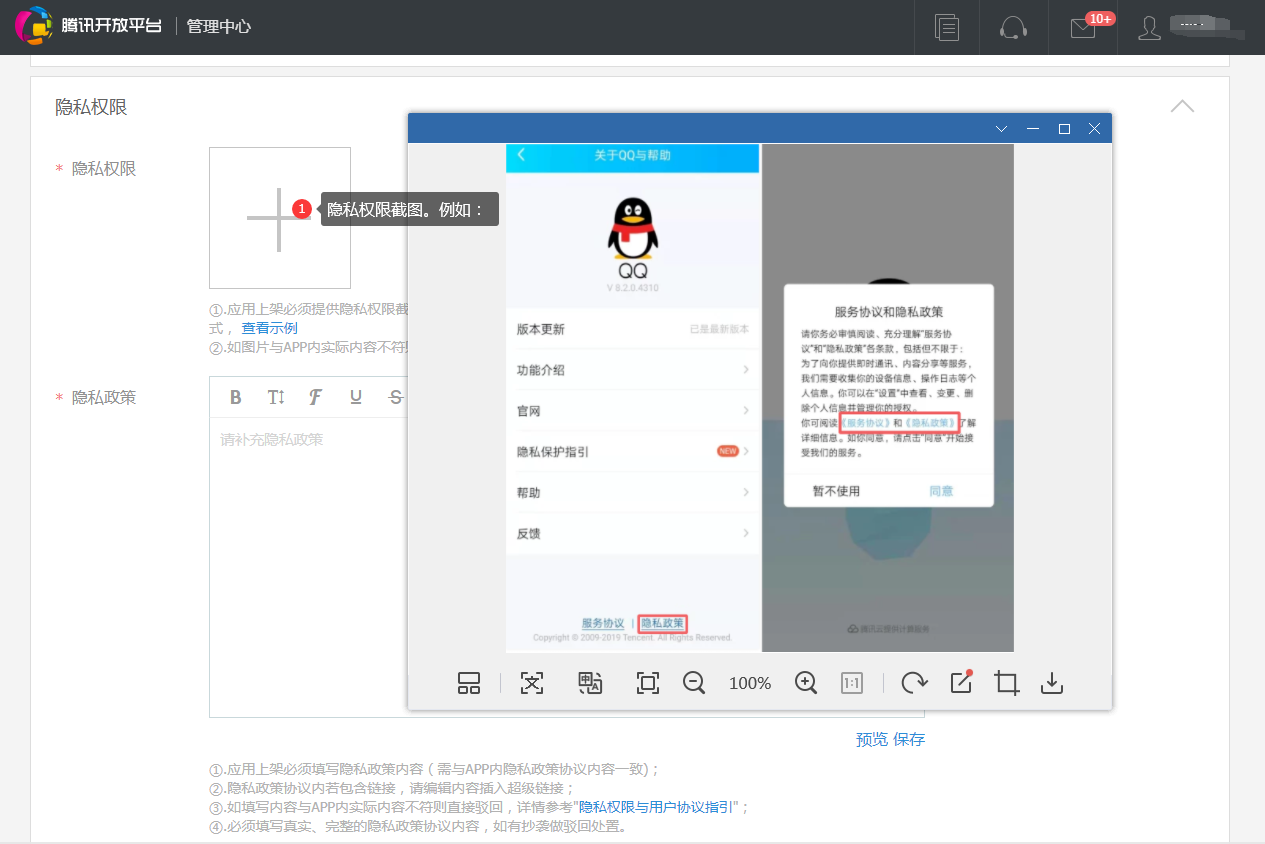 腾讯开放平台 管理中心
10+
隐私权限
* 隐私权限
1 隐私权限截图。例如：
①.应用上架必须提供隐私权限截
式， 查看示例
②.如图片与APP内实际内容不符则
* 隐私政策
B T F U S
请补充隐私政策
关于QQ与帮助
QQ
V 8.2.0.4310
版本更新 已是最新版本
功能介绍
官网
隐私保护指引 NEW
帮助
反馈
服务协议 | 隐私政策
Copyright © 2009-2019 Tencent. All Rights Reserved.
服务协议和隐私政策
请你务必审慎阅读、充分理解"服务协
议"和"隐私政策"各条款，包括但不限于：
为了向你提供即时通讯、内容分享等服务，
我们需要收集你的设备信息、操作日志等个
人信息。你可以在"设置"中查看、变更、删
除个人信息并管理你的授权。
你可阅读《服务协议》和《隐私政策》了解
详细信息。如你同意，请点击"同意"开始接
受我们的服务。
暂不使用 同意
100% 1:1
预览 保存
①.应用上架必须填写隐私政策内容（需与APP内隐私政策协议内容一致）；
②.隐私政策协议内若包含链接，请编辑内容插入超级链接；
③.如填写内容与APP内实际内容不符则直接驳回，详情参考"隐私权限与用户协议指引"；
④.必须填写真实、完整的隐私政策协议内容，如有抄袭做驳回处置。